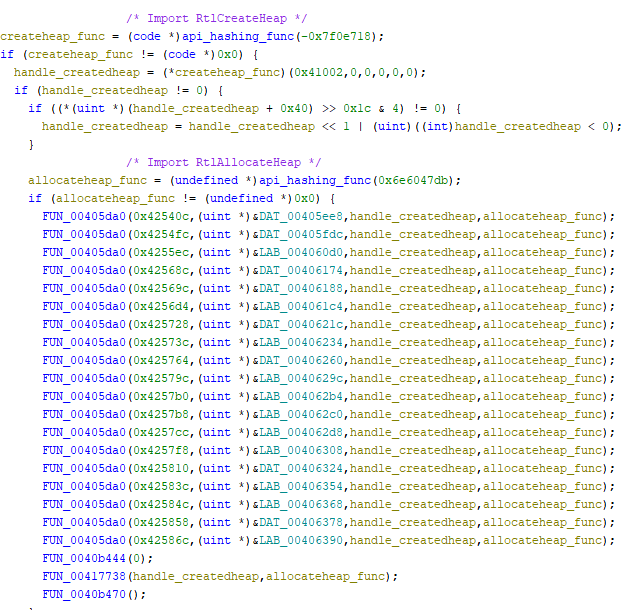 /* Import RtlCreateHeap */
createheap_func = (code *)api_hashing_func(-0x7f0e718);
if (createheap_func != (code *)0x0) {
handle_createdheap = (*createheap_func)(0x41002,0,0,0,0,0);
if (handle_createdheap != 0) {
if ((*(uint *)(handle_createdheap + 0x40) >> 0x1c & 4) != 0) {
handle_createdheap = handle_createdheap << 1 | (uint)((int)handle_createdheap < 0);
}
/* Import RtlAllocateHeap */
allocateheap_func = (undefined *)api_hashing_func(0x6e6047db);
if (allocateheap_func != (undefined *)0x0) {
FUN_00405da0(0x42540c,(uint *)&DAT_00405ee8,handle_createdheap,allocateheap_func);
FUN_00405da0(0x4254fc,(uint *)&DAT_00405fdc,handle_createdheap,allocateheap_func);
FUN_00405da0(0x4255ec,(uint *)&LAB_004060d0,handle_createdheap,allocateheap_func);
FUN_00405da0(0x42568c,(uint *)&DAT_00406174,handle_createdheap,allocateheap_func);
FUN_00405da0(0x42569c,(uint *)&DAT_00406188,handle_createdheap,allocateheap_func);
FUN_00405da0(0x4256d4,(uint *)&LAB_004061c4,handle_createdheap,allocateheap_func);
FUN_00405da0(0x425728,(uint *)&DAT_0040621c,handle_createdheap,allocateheap_func);
FUN_00405da0(0x42573c,(uint *)&LAB_00406234,handle_createdheap,allocateheap_func);
FUN_00405da0(0x425764,(uint *)&DAT_00406260,handle_createdheap,allocateheap_func);
FUN_00405da0(0x42579c,(uint *)&LAB_0040629c,handle_createdheap,allocateheap_func);
FUN_00405da0(0x4257b0,(uint *)&LAB_004062b4,handle_createdheap,allocateheap_func);
FUN_00405da0(0x4257b8,(uint *)&LAB_004062c0,handle_createdheap,allocateheap_func);
FUN_00405da0(0x4257cc,(uint *)&LAB_004062d8,handle_createdheap,allocateheap_func);
FUN_00405da0(0x4257f8,(uint *)&LAB_00406308,handle_createdheap,allocateheap_func);
FUN_00405da0(0x425810,(uint *)&DAT_00406324,handle_createdheap,allocateheap_func);
FUN_00405da0(0x42583c,(uint *)&LAB_00406354,handle_createdheap,allocateheap_func);
FUN_00405da0(0x42584c,(uint *)&LAB_00406368,handle_createdheap,allocateheap_func);
FUN_00405da0(0x425858,(uint *)&DAT_00406378,handle_createdheap,allocateheap_func);
FUN_00405da0(0x42586c,(uint *)&LAB_00406390,handle_createdheap,allocateheap_func);
FUN_0040b444(0);
FUN_00417738(handle_createdheap,allocateheap_func);
FUN_0040b470();